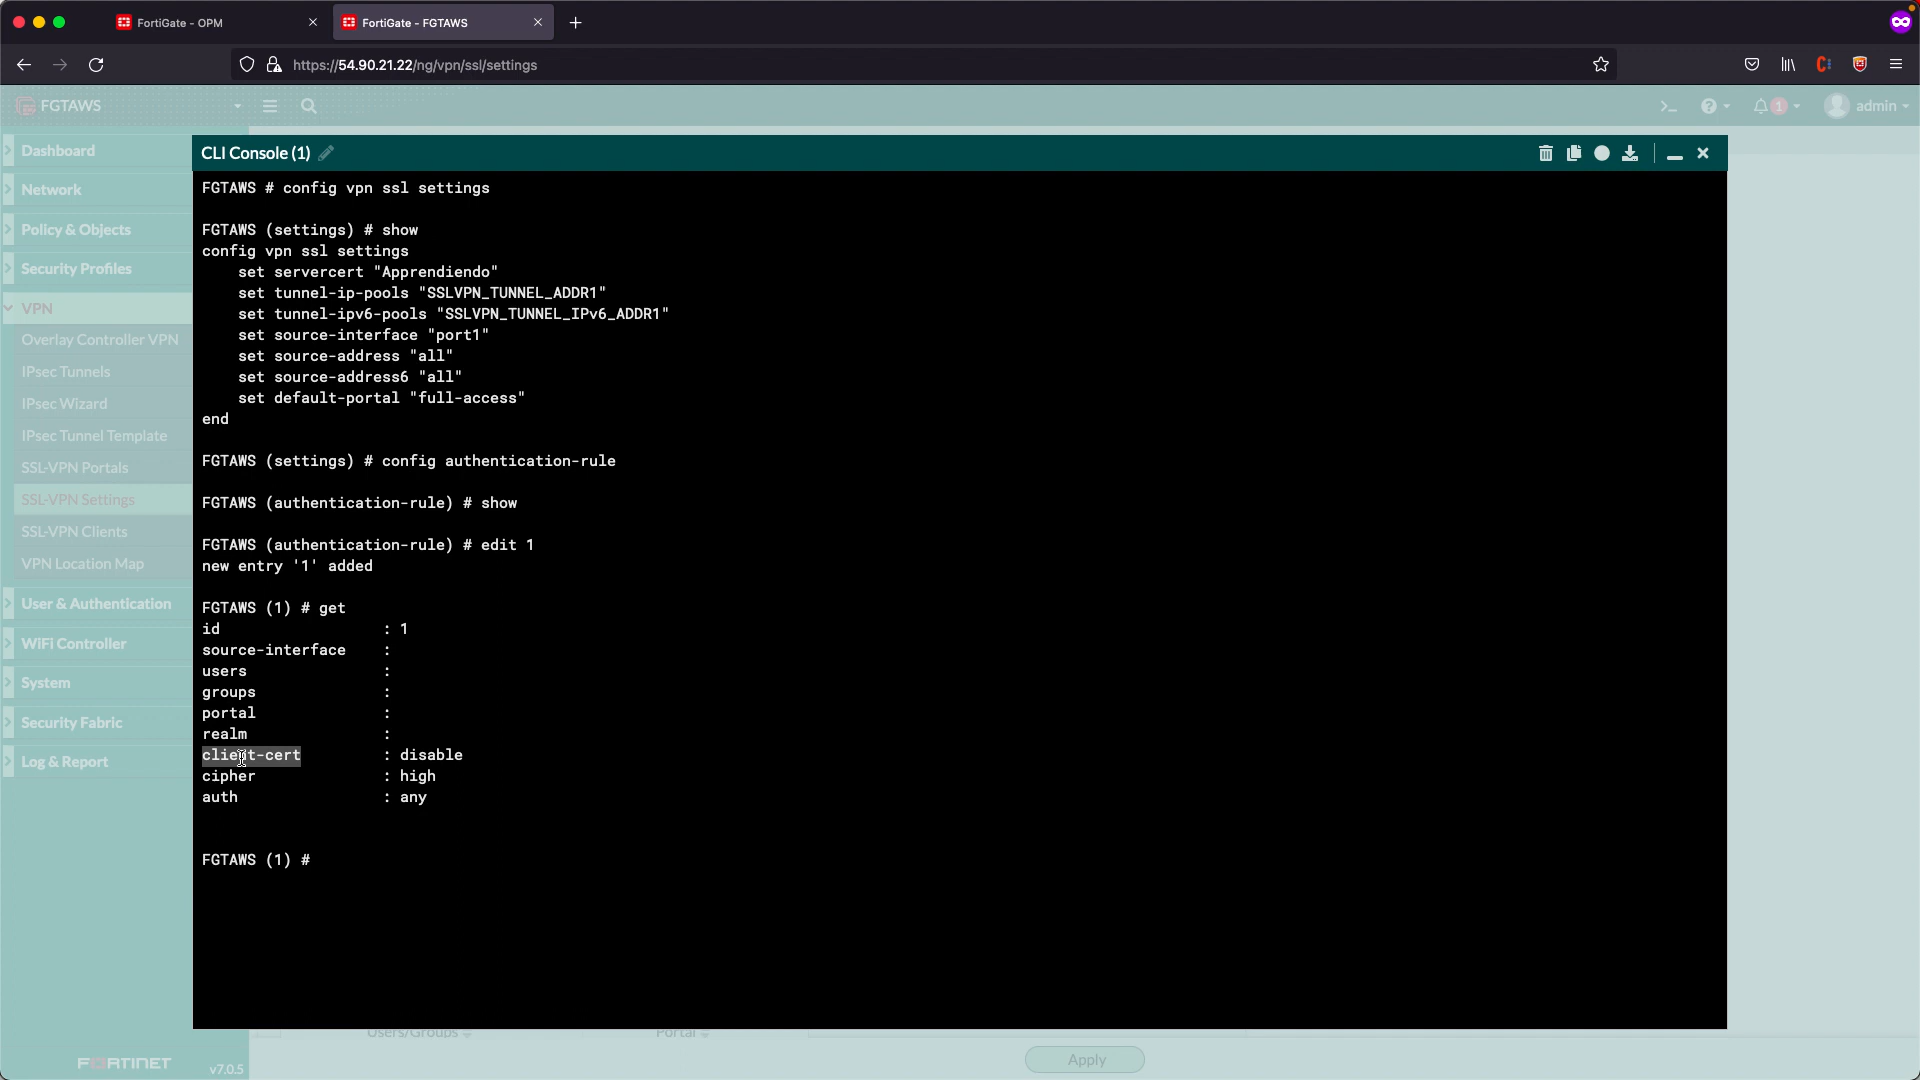 FortiGate - OPM
FortiGate - FGTAWS
https://54.90.21.22/ng/vpn/ssl/settings
FGTAWS
1
admin
CLI Console (1)
Dashboard
Network
Policy & Objects
Security Profiles
VPN
Overlay Controller VPN
IPsec Tunnels
IPsec Wizard
IPsec Tunnel Template
SSL-VPN Portals
SSL-VPN Settings
SSL-VPN Clients
VPN Location Map
User & Authentication
WiFi Controller
System
Security Fabric
Log & Report
FORTINET
v7.0.5
FGTAWS # config vpn ssl settings
FGTAWS (settings) # show
config vpn ssl settings
    set servercert "Apprendiendo"
    set tunnel-ip-pools "SSLVPN_TUNNEL_ADDR1"
    set tunnel-ipv6-pools "SSLVPN_TUNNEL_IPv6_ADDR1"
    set source-interface "port1"
    set source-address "all"
    set source-address6 "all"
    set default-portal "full-access"
end
FGTAWS (settings) # config authentication-rule
FGTAWS (authentication-rule) # show
FGTAWS (authentication-rule) # edit 1
new entry '1' added
FGTAWS (1) # get
id                  : 1
source-interface    :
users               :
groups              :
portal              :
realm               :
client-cert         : disable
cipher              : high
auth                : any
FGTAWS (1) #
Users/Groups
Portal
Apply